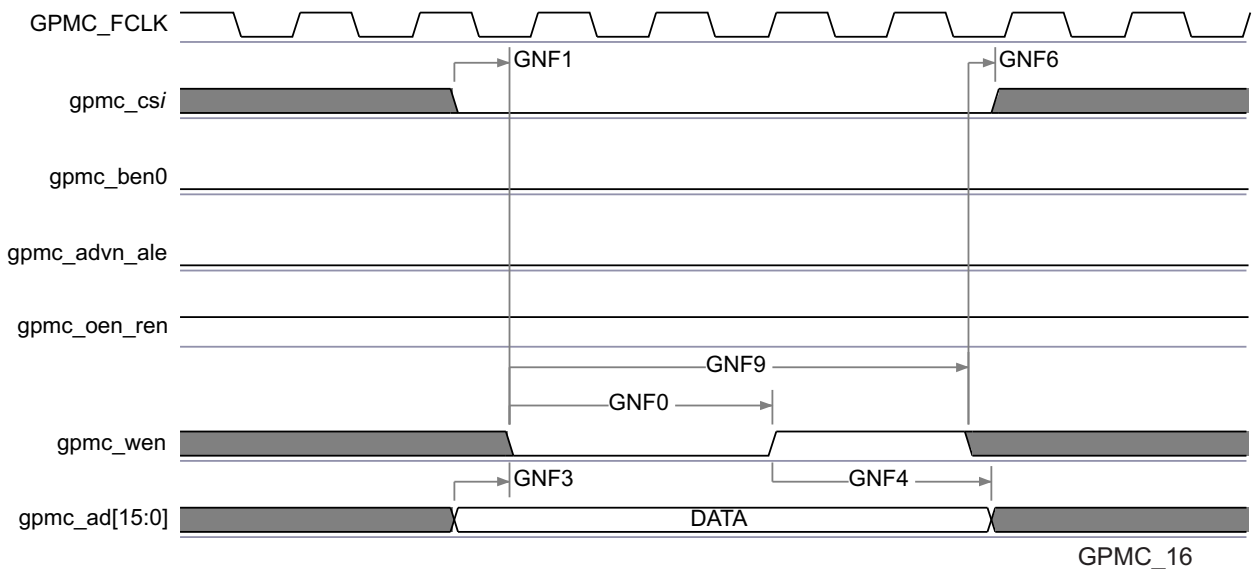 GPMC_FCLK
GNF1
GNF6
gpmc_csi
gpmc_ben0
gpmc_advn_ale
gpmc_oen_ren
GNF9
GNF0
gpmc_wen
GNF3
GNF4
gpmc_ad[15:0]
DATA
GPMC_16